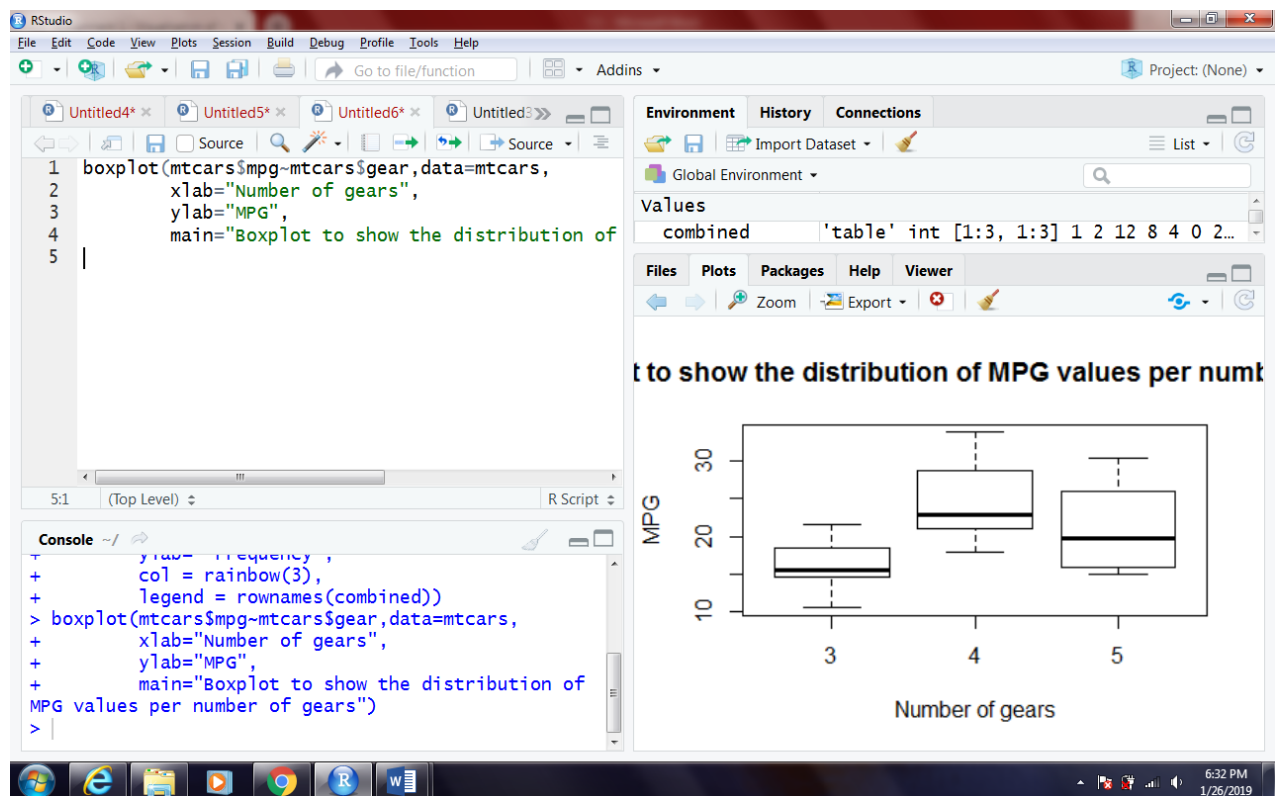 RStudio
File Edit Code View Plots Session Build Debug Profile Tools Help
Go to file/function Addins Project: (None)
Untitled4* Untitled5* Untitled6* Untitled3
Source Source
1 boxplot(mtcars$mpg~mtcars$gear,data=mtcars,
2 xlab="Number of gears",
3 ylab="MPG",
4 main="Boxplot to show the distribution of
5
5:1 (Top Level) R Script
Console ~/
+ ylab= "Frequency",
+ col = rainbow(3),
+ legend = rownames(combined))
> boxplot(mtcars$mpg~mtcars$gear,data=mtcars,
+ xlab="Number of gears",
+ ylab="MPG",
+ main="Boxplot to show the distribution of
MPG values per number of gears")
>
Environment History Connections
Import Dataset List
Global Environment
Values
combined 'table' int [1:3, 1:3] 1 2 12 8 4 0 2…
Files Plots Packages Help Viewer
Zoom Export
t to show the distribution of MPG values per numb
MPG
30
20
10
3 4 5
Number of gears
6:32 PM
1/26/2019